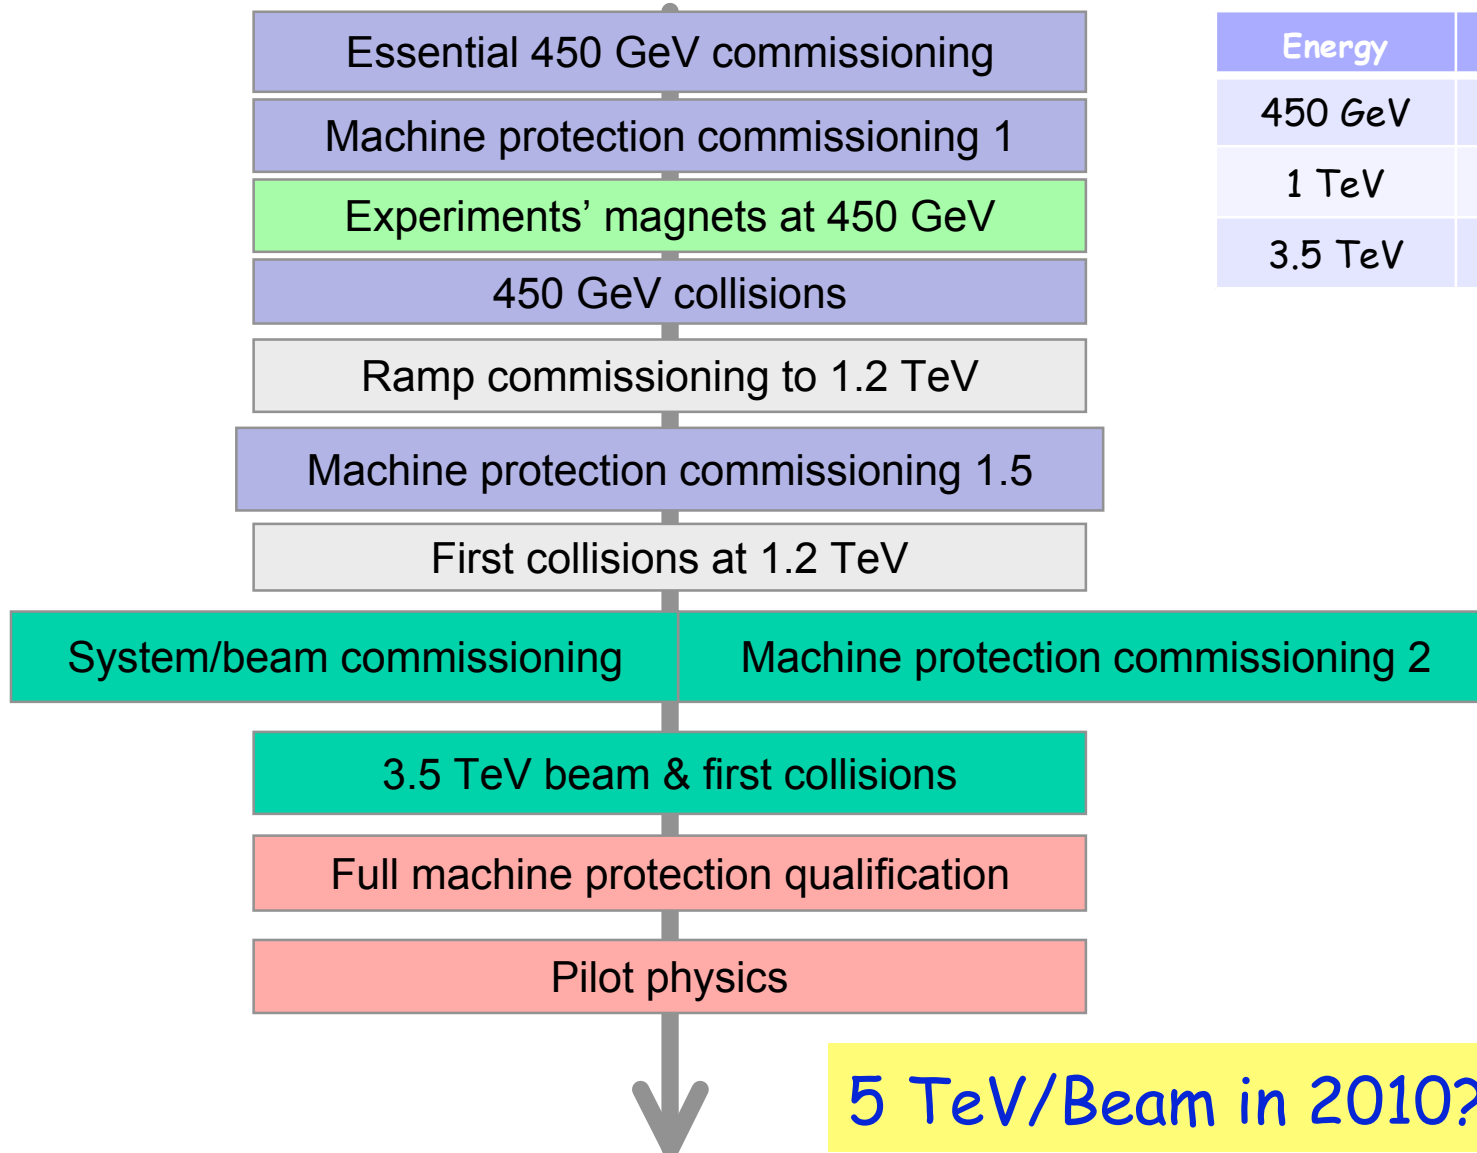 Essential 450 GeV commissioning
Machine protection commissioning 1
Experiments’ magnets at 450 GeV
450 GeV collisions
Ramp commissioning to 1.2 TeV
Machine protection commissioning 1.5
First collisions at 1.2 TeV
System/beam commissioning
Machine protection commissioning 2
3.5 TeV beam & first collisions
Full machine protection qualification
Pilot physics
Energy
450 GeV
1 TeV
3.5 TeV
5 TeV/Beam in 2010?